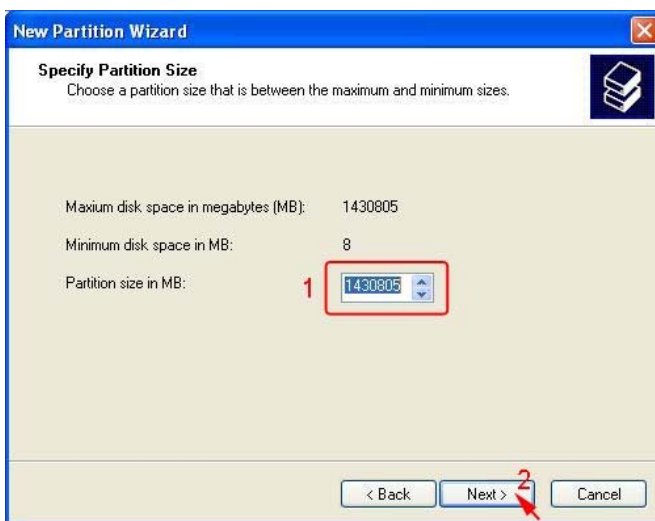 New Partition Wizard
Specify Partition Size
Choose a partition size that is between the maximum and minimum sizes.
Maxium disk space in megabytes (MB): 1430805
Minimum disk space in MB: 8
Partition size in MB: 1 1430805
< Back Next > 2 Cancel